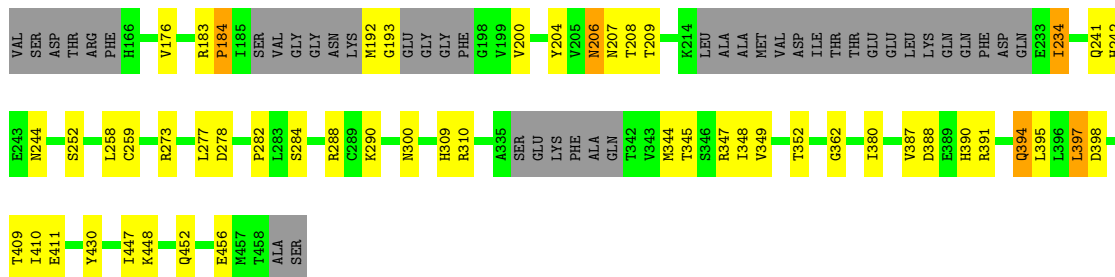 VAL SER ASP THR ARG PHE H166 V176 R183 P184 I185 SER VAL GLY GLY ASN LYS M192 G193 GLU GLY GLY PHE G198 V199 V200 Y204 V205 N206 N207 T208 T209 K214 LEU ALA ALA MET VAL ASP ILE THR THR GLU GLU LEU LYS GLN GLN PHE ASP GLN E233 I234 Q241
E243 N244 S252 L258 C259 R273 L277 D278 P282 L283 S284 R288 C289 K290 N300 H309 R310 A335 SER GLU LYS PHE ALA GLN T342 V343 M344 T345 S346 R347 I348 V349 T352 G362 I380 V387 D388 E389 H390 R391 Q394 L395 L396 L397 D398
T409 I410 E411 Y430 I447 K448 Q452 E456 M457 T458 ALA SER